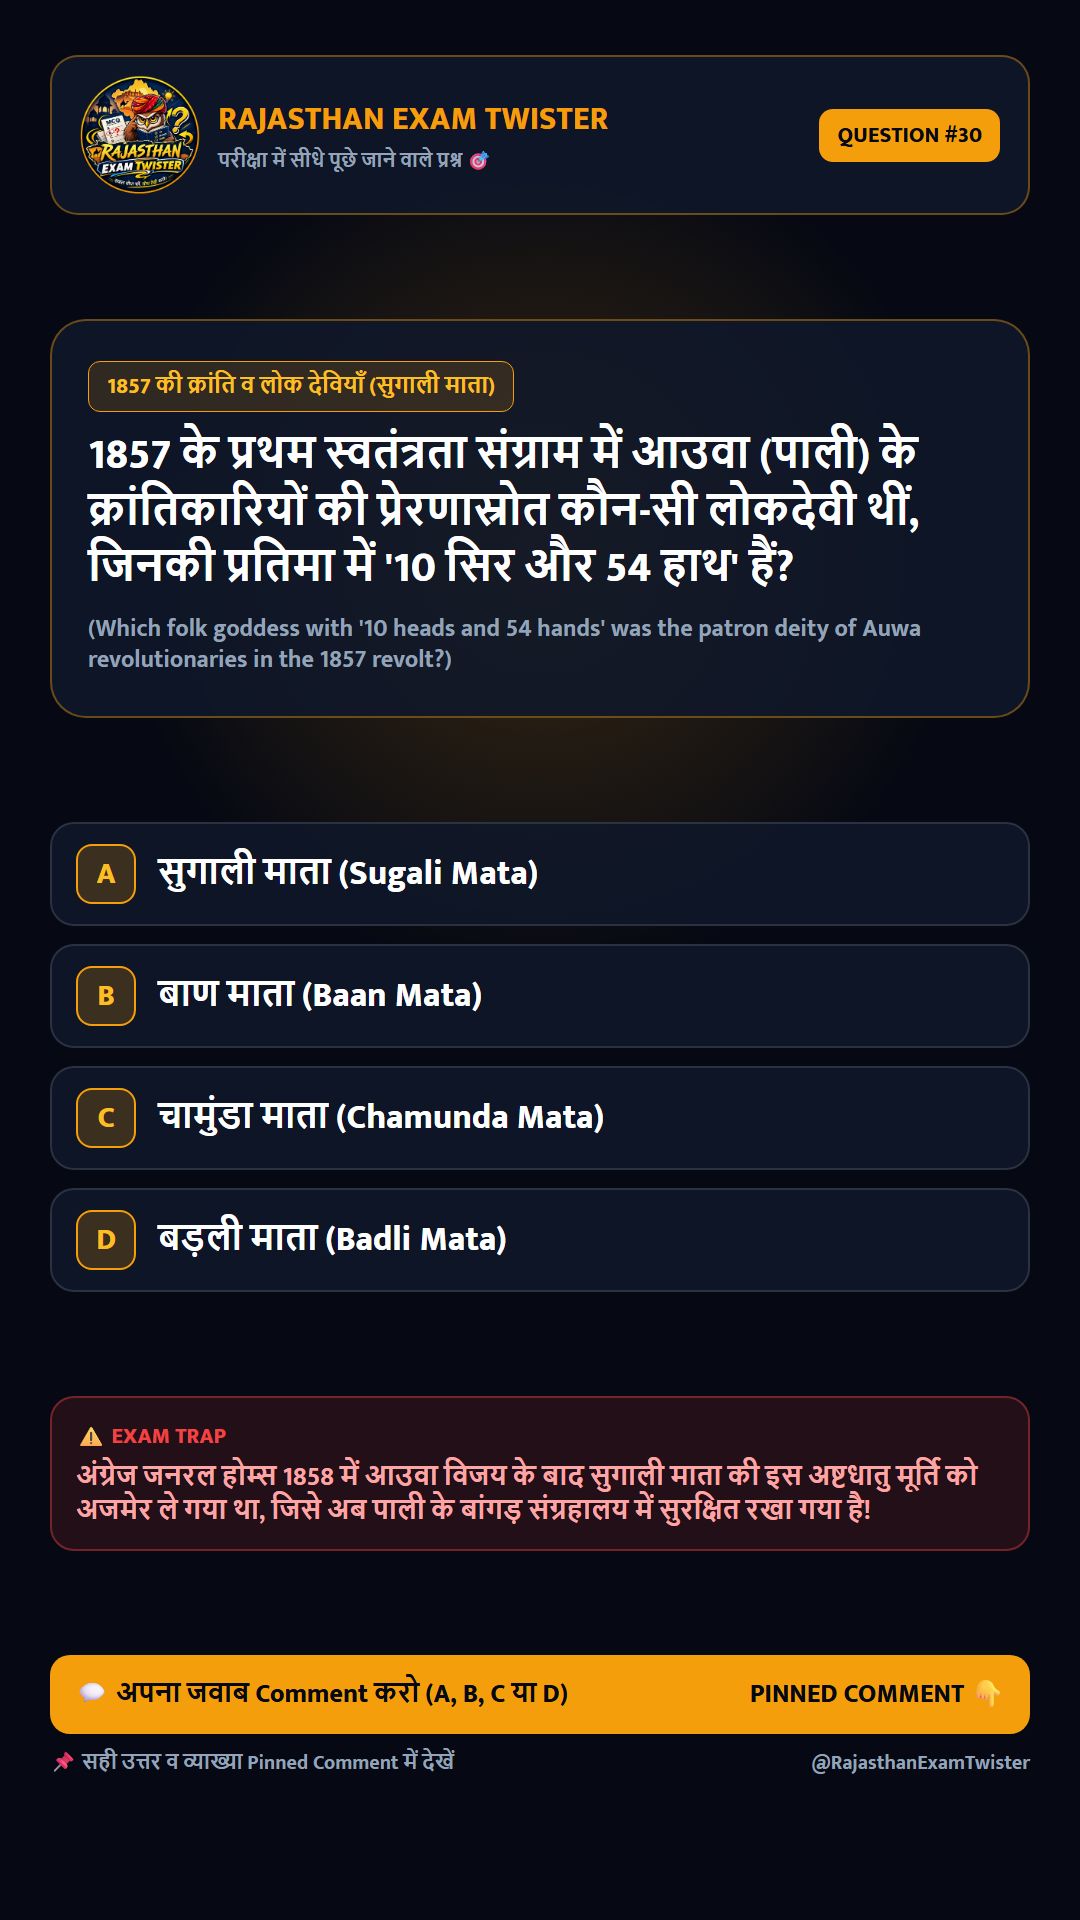 MCQ
RAJASTHAN
EXAM TWISTER
RAJASTHAN EXAM TWISTER
परीक्षा में सीधे पूछे जाने वाले प्रश्न 🎯
QUESTION #30
1857 की क्रांति व लोक देवियाँ (सुगाली माता)
1857 के प्रथम स्वतंत्रता संग्राम में आउवा (पाली) के
क्रांतिकारियों की प्रेरणास्रोत कौन-सी लोकदेवी थीं,
जिनकी प्रतिमा में '10 सिर और 54 हाथ' हैं?
(Which folk goddess with '10 heads and 54 hands' was the patron deity of Auwa
revolutionaries in the 1857 revolt?)
A सुगाली माता (Sugali Mata)
B बाण माता (Baan Mata)
C चामुंडा माता (Chamunda Mata)
D बड़ली माता (Badli Mata)
⚠️ EXAM TRAP
अंग्रेज जनरल होम्स 1858 में आउवा विजय के बाद सुगाली माता की इस अष्टधातु मूर्ति को
अजमेर ले गया था, जिसे अब पाली के बांगड़ संग्रहालय में सुरक्षित रखा गया है!
💬 अपना जवाब Comment करो (A, B, C या D)
PINNED COMMENT 👇
📌 सही उत्तर व व्याख्या Pinned Comment में देखें
@RajasthanExamTwister